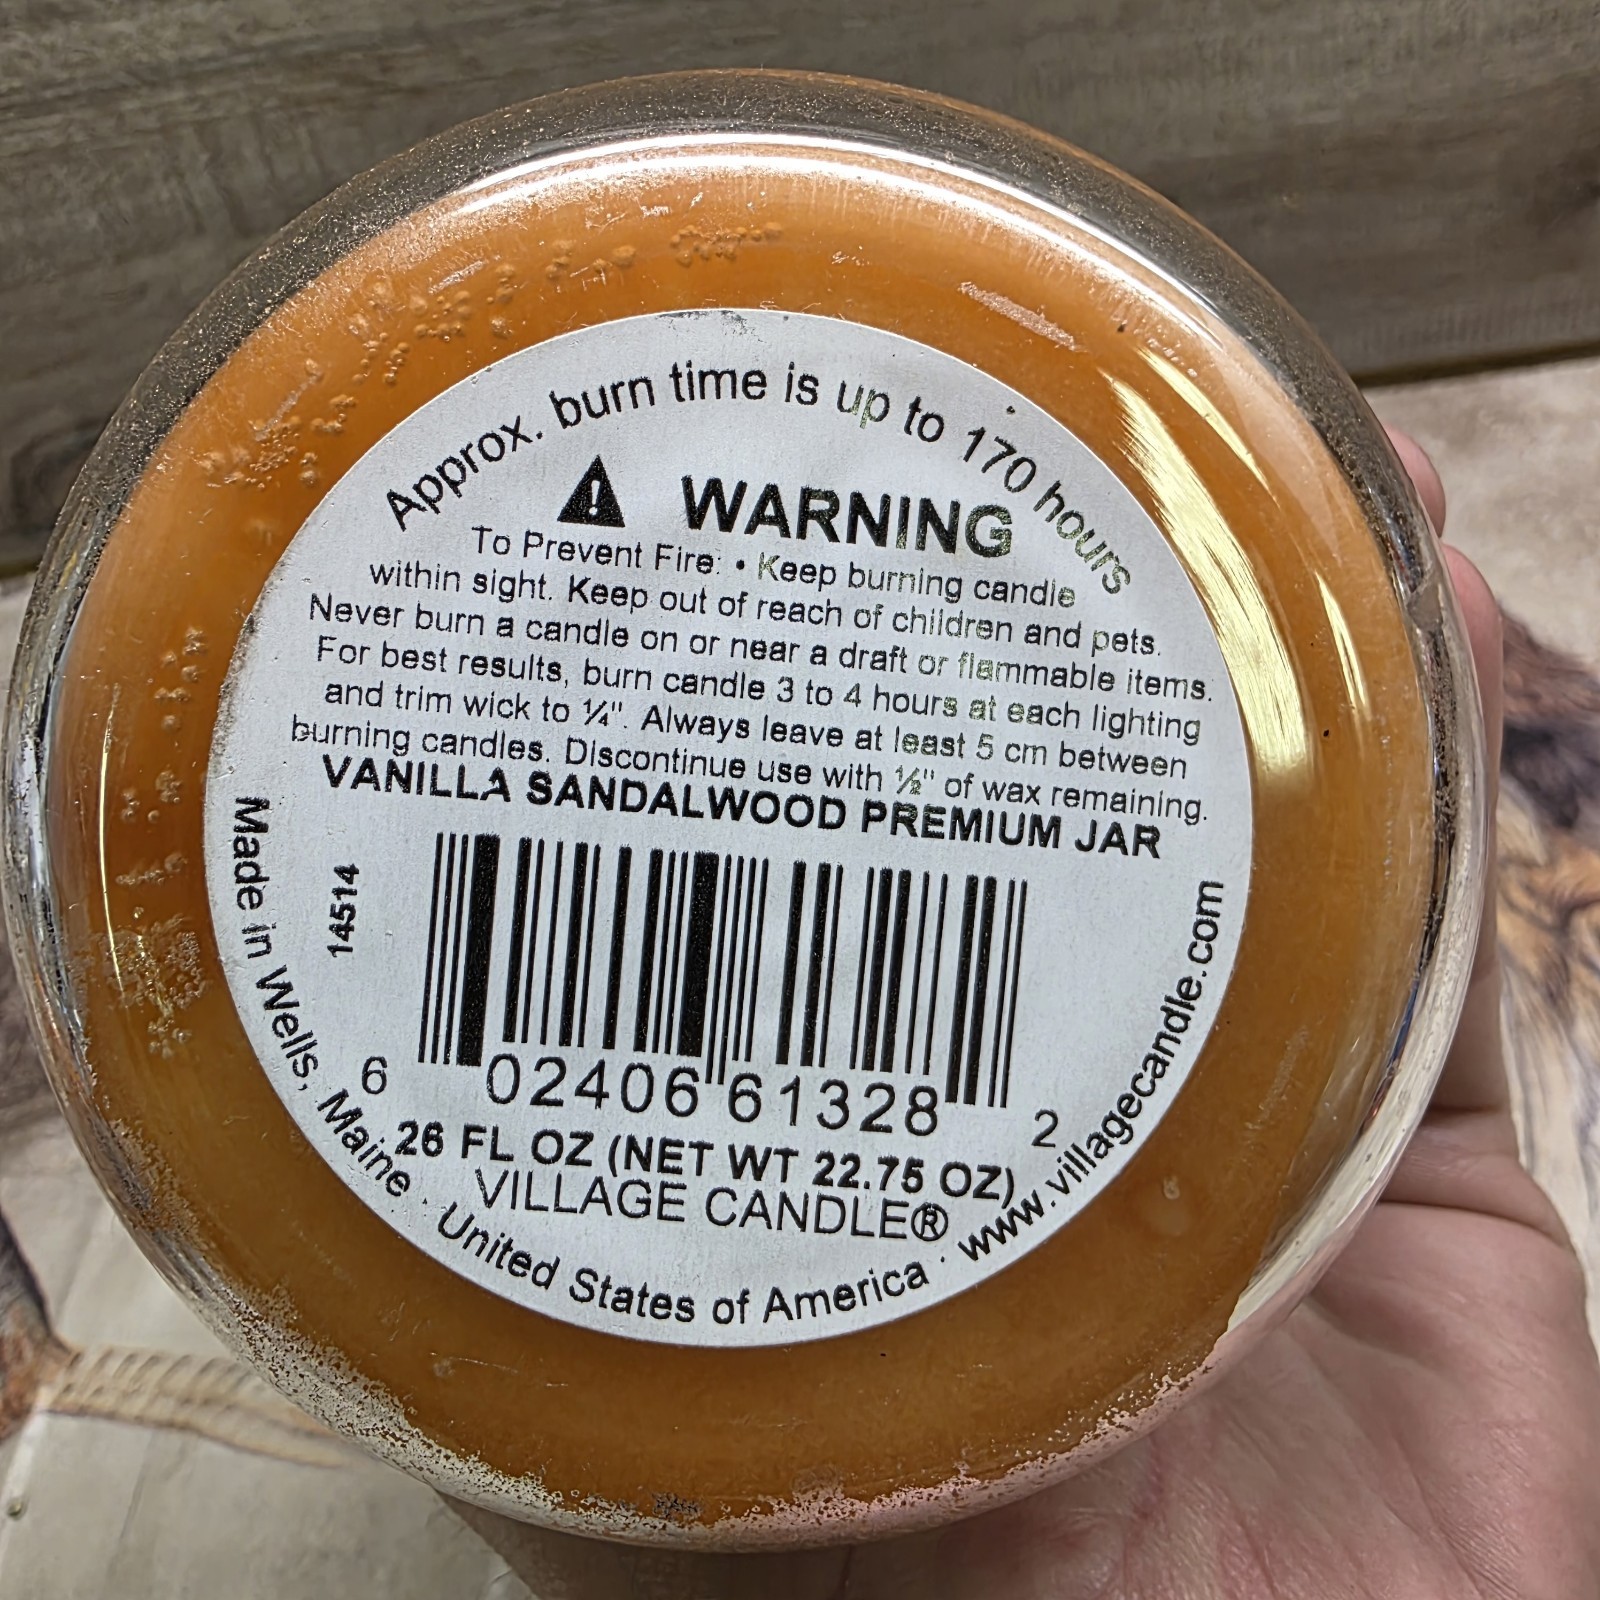 Approx. burn time is up to 170 hours
WARNING
To Prevent Fire: • Keep burning candle
within sight. Keep out of reach of children and pets.
Never burn a candle on or near a draft or flammable items.
For best results, burn candle 3 to 4 hours at each lighting
and trim wick to ¼". Always leave at least 5 cm between
burning candles. Discontinue use with ½" of wax remaining.
VANILLA SANDALWOOD PREMIUM JAR
14514
6 02406 61328 2
26 FL OZ (NET WT 22.75 OZ)
VILLAGE CANDLE®
Made in Wells, Maine · United States of America · www.villagecandle.com